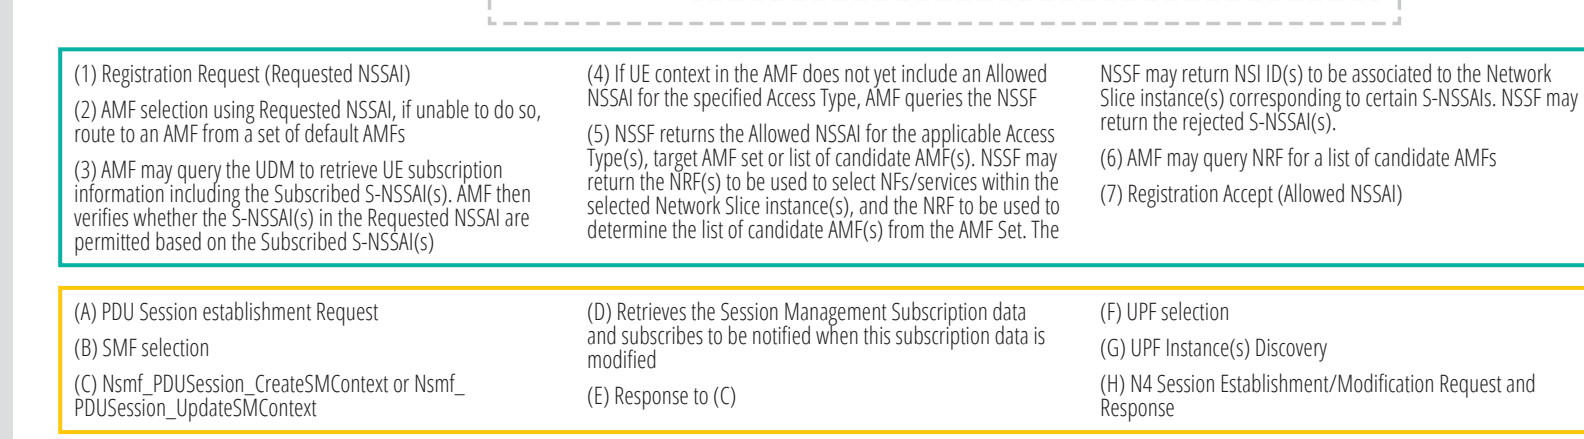 (1) Registration Request (Requested NSSAI)
(2) AMF selection using Requested NSSAI, if unable to do so,
route to an AMF from a set of default AMFs
(3) AMF may query the UDM to retrieve UE subscription
information including the Subscribed S-NSSAI(s). AMF then
verifies whether the S-NSSAI(s) in the Requested NSSAI are
permitted based on the Subscribed S-NSSAI(s)
(4) If UE context in the AMF does not yet include an Allowed
NSSAI for the specified Access Type, AMF queries the NSSF
(5) NSSF returns the Allowed NSSAI for the applicable Access
Type(s), target AMF set or list of candidate AMF(s). NSSF may
return the NRF(s) to be used to select NFs/services within the
selected Network Slice instance(s), and the NRF to be used to
determine the list of candidate AMF(s) from the AMF Set. The
NSSF may return NSI ID(s) to be associated to the Network
Slice instance(s) corresponding to certain S-NSSAIs. NSSF may
return the rejected S-NSSAI(s).
(6) AMF may query NRF for a list of candidate AMFs
(7) Registration Accept (Allowed NSSAI)
(A) PDU Session establishment Request
(B) SMF selection
(C) Nsmf_PDUSession_CreateSMContext or Nsmf_
PDUSession_UpdateSMContext
(D) Retrieves the Session Management Subscription data
and subscribes to be notified when this subscription data is
modified
(E) Response to (C)
(F) UPF selection
(G) UPF Instance(s) Discovery
(H) N4 Session Establishment/Modification Request and
Response